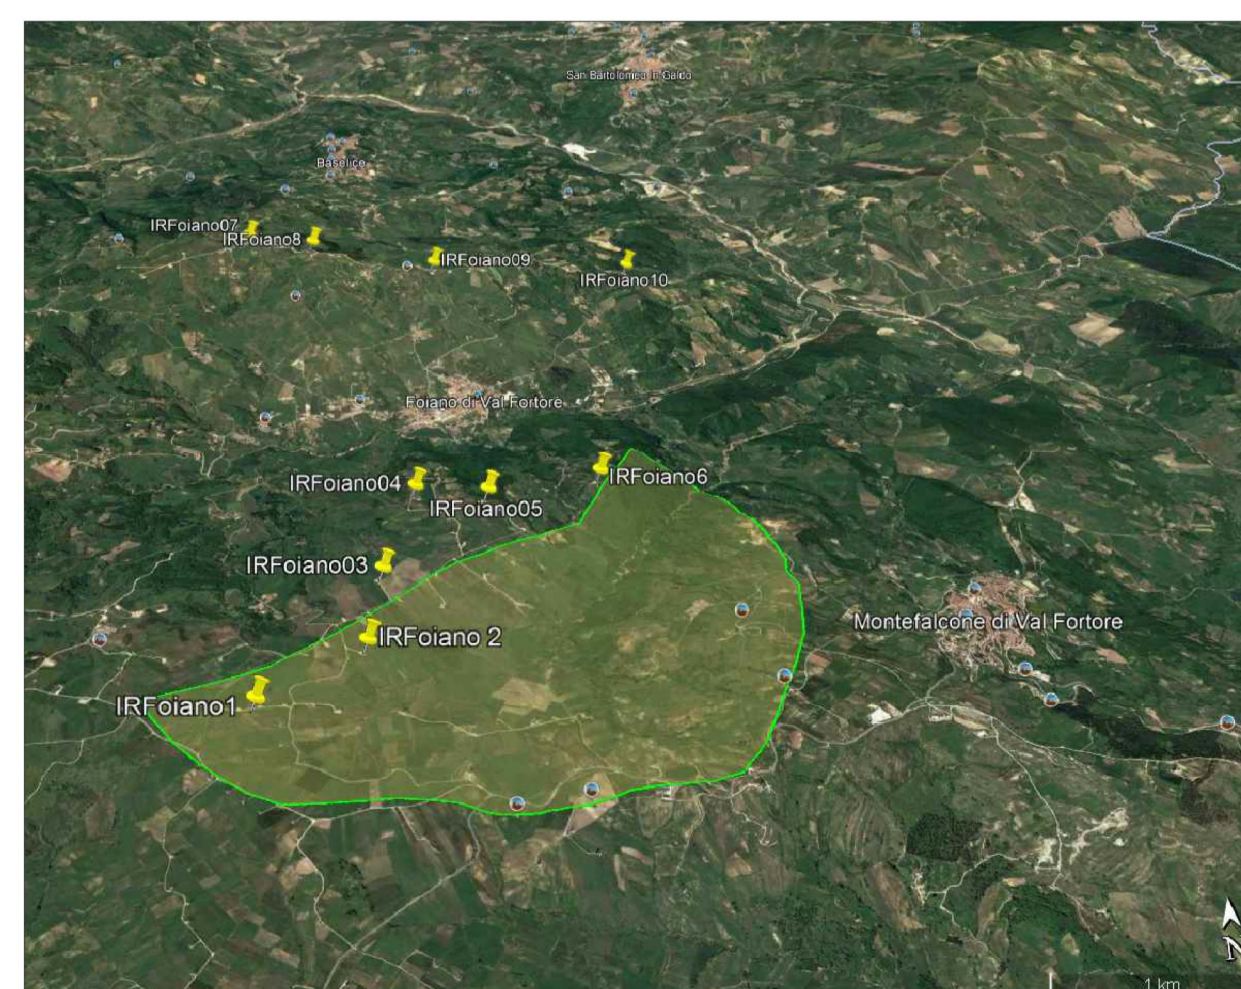 San Bartolomeo In Galdo
Baselice
IRFoiano07
IRFoiano8
IRFoiano09
IRFoiano10
Foiano di Val Fortore
IRFoiano04
IRFoiano6
IRFoiano05
IRFoiano03
Montefalcone di Val Fortore
IRFoiano 2
IRFoiano1
N
1 km